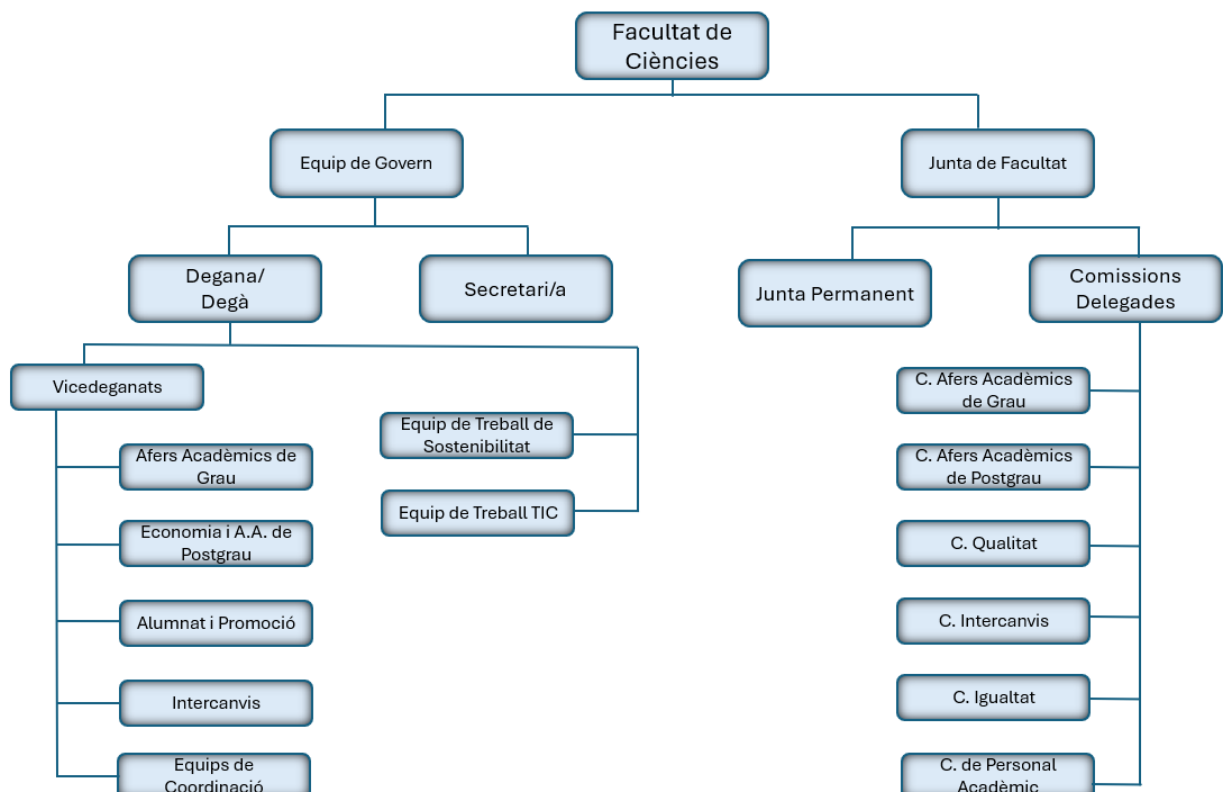 Facultat de
Ciències
Equip de Govern
Junta de Facultat
Degana/
Degà
Secretari/a
Junta Permanent
Comissions
Delegades
Vicedeganats
Afers Acadèmics de
Grau
Economia i A.A. de
Postgrau
Alumnat i Promoció
Intercanvis
Equips de
Coordinació
Equip de Treball de
Sostenibilitat
Equip de Treball TIC
C. Afers Acadèmics
de Grau
C. Afers Acadèmics
de Postgrau
C. Qualitat
C. Intercanvis
C. Igualtat
C. de Personal
Acadèmic